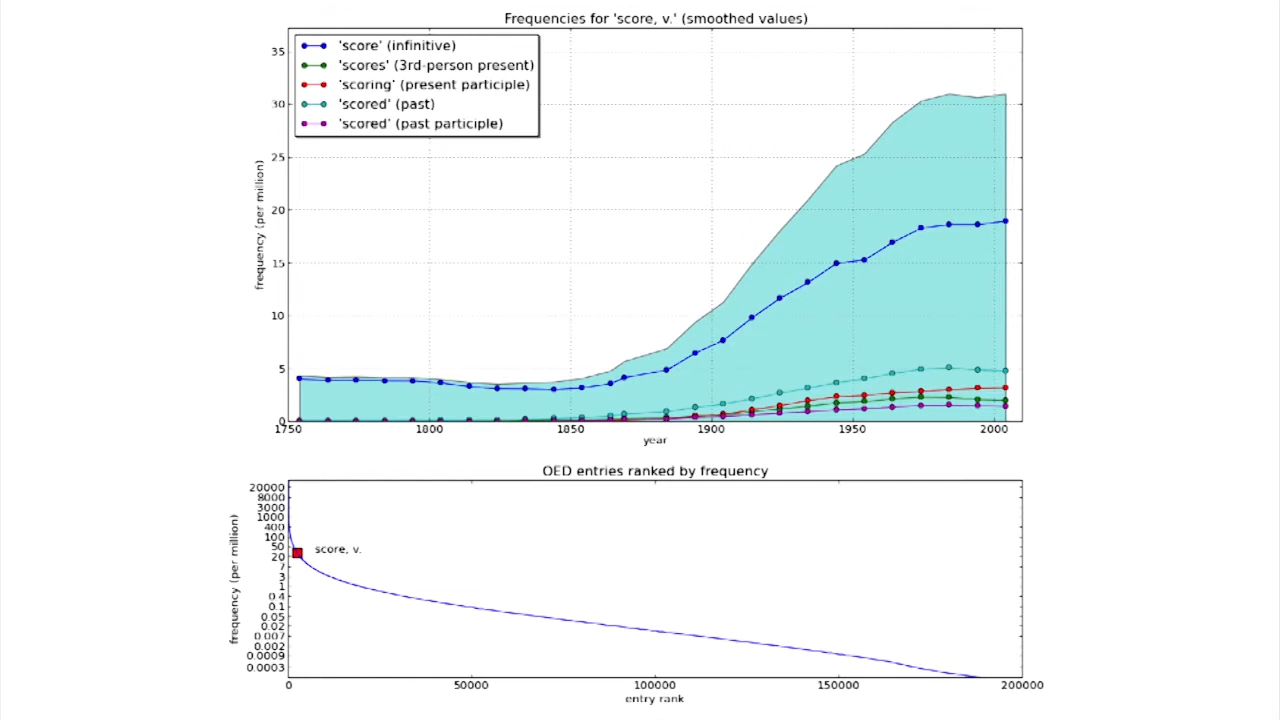 Frequencies for 'score, v.' (smoothed values)
35
30
25
20
15
10
5
0
frequency (per million)
'score' (infinitive)
'scores' (3rd-person present)
'scoring' (present participle)
'scored' (past)
'scored' (past participle)
1750 1800 1850 1900 1950 2000
year
OED entries ranked by frequency
20000
8000
3000
1000
400
100
50
20
7
3
1
0.4
0.1
0.05
0.02
0.007
0.002
0.0009
0.0003
frequency (per million)
score, v.
0 50000 100000 150000 200000
entry rank